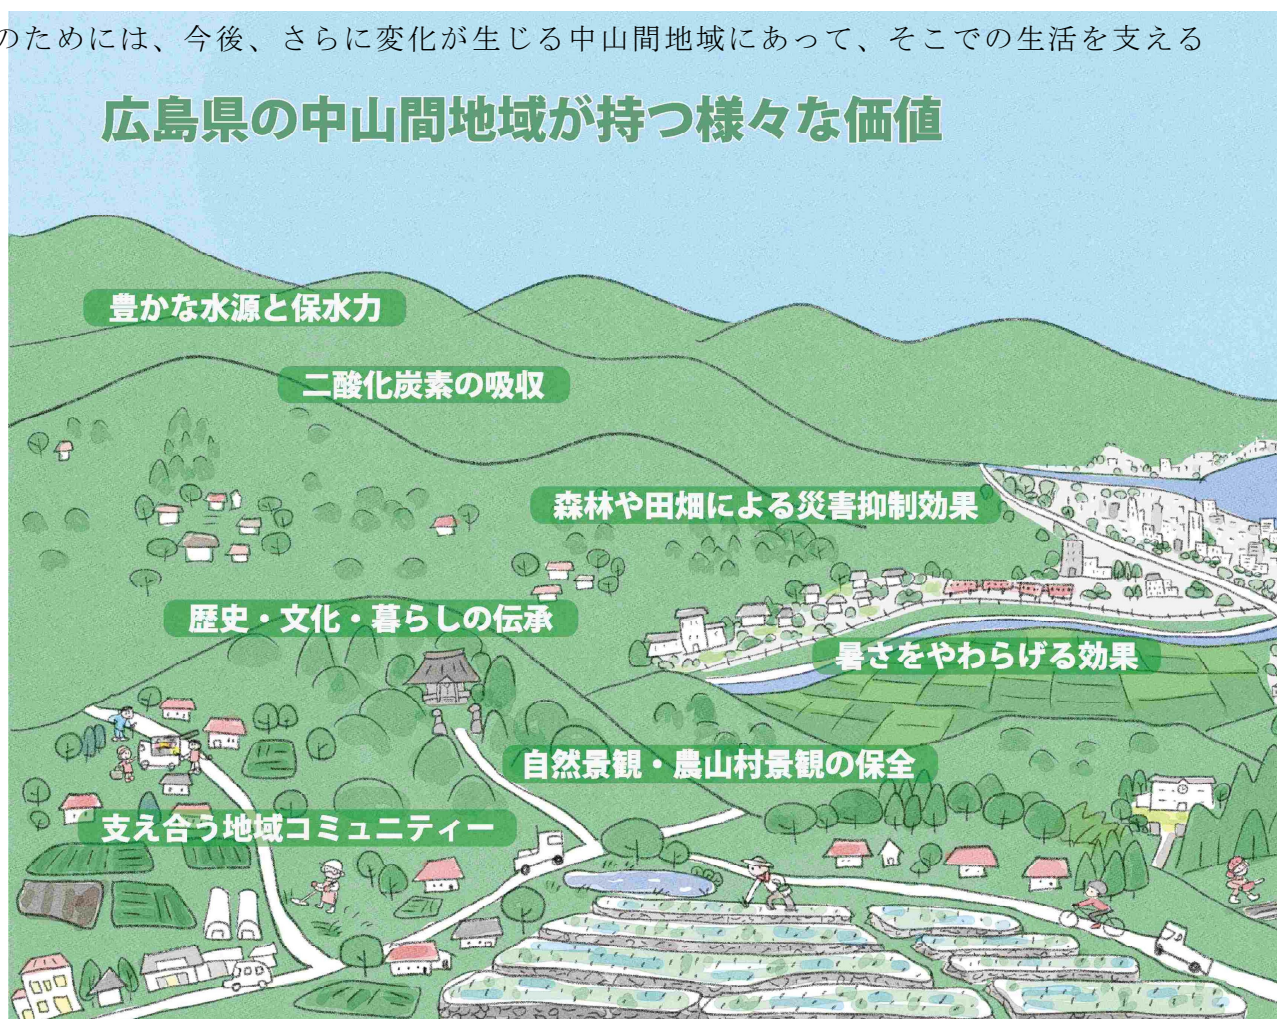 のためには、今後、さらに変化が生じる中山間地域にあって、そこでの生活を支える
広島県の中山間地域が持つ様々な価値
豊かな水源と保水力
二酸化炭素の吸収
森林や田畑による災害抑制効果
歴史・文化・暮らしの伝承
暑さをやわらげる効果
自然景観・農山村景観の保全
支え合う地域コミュニティー